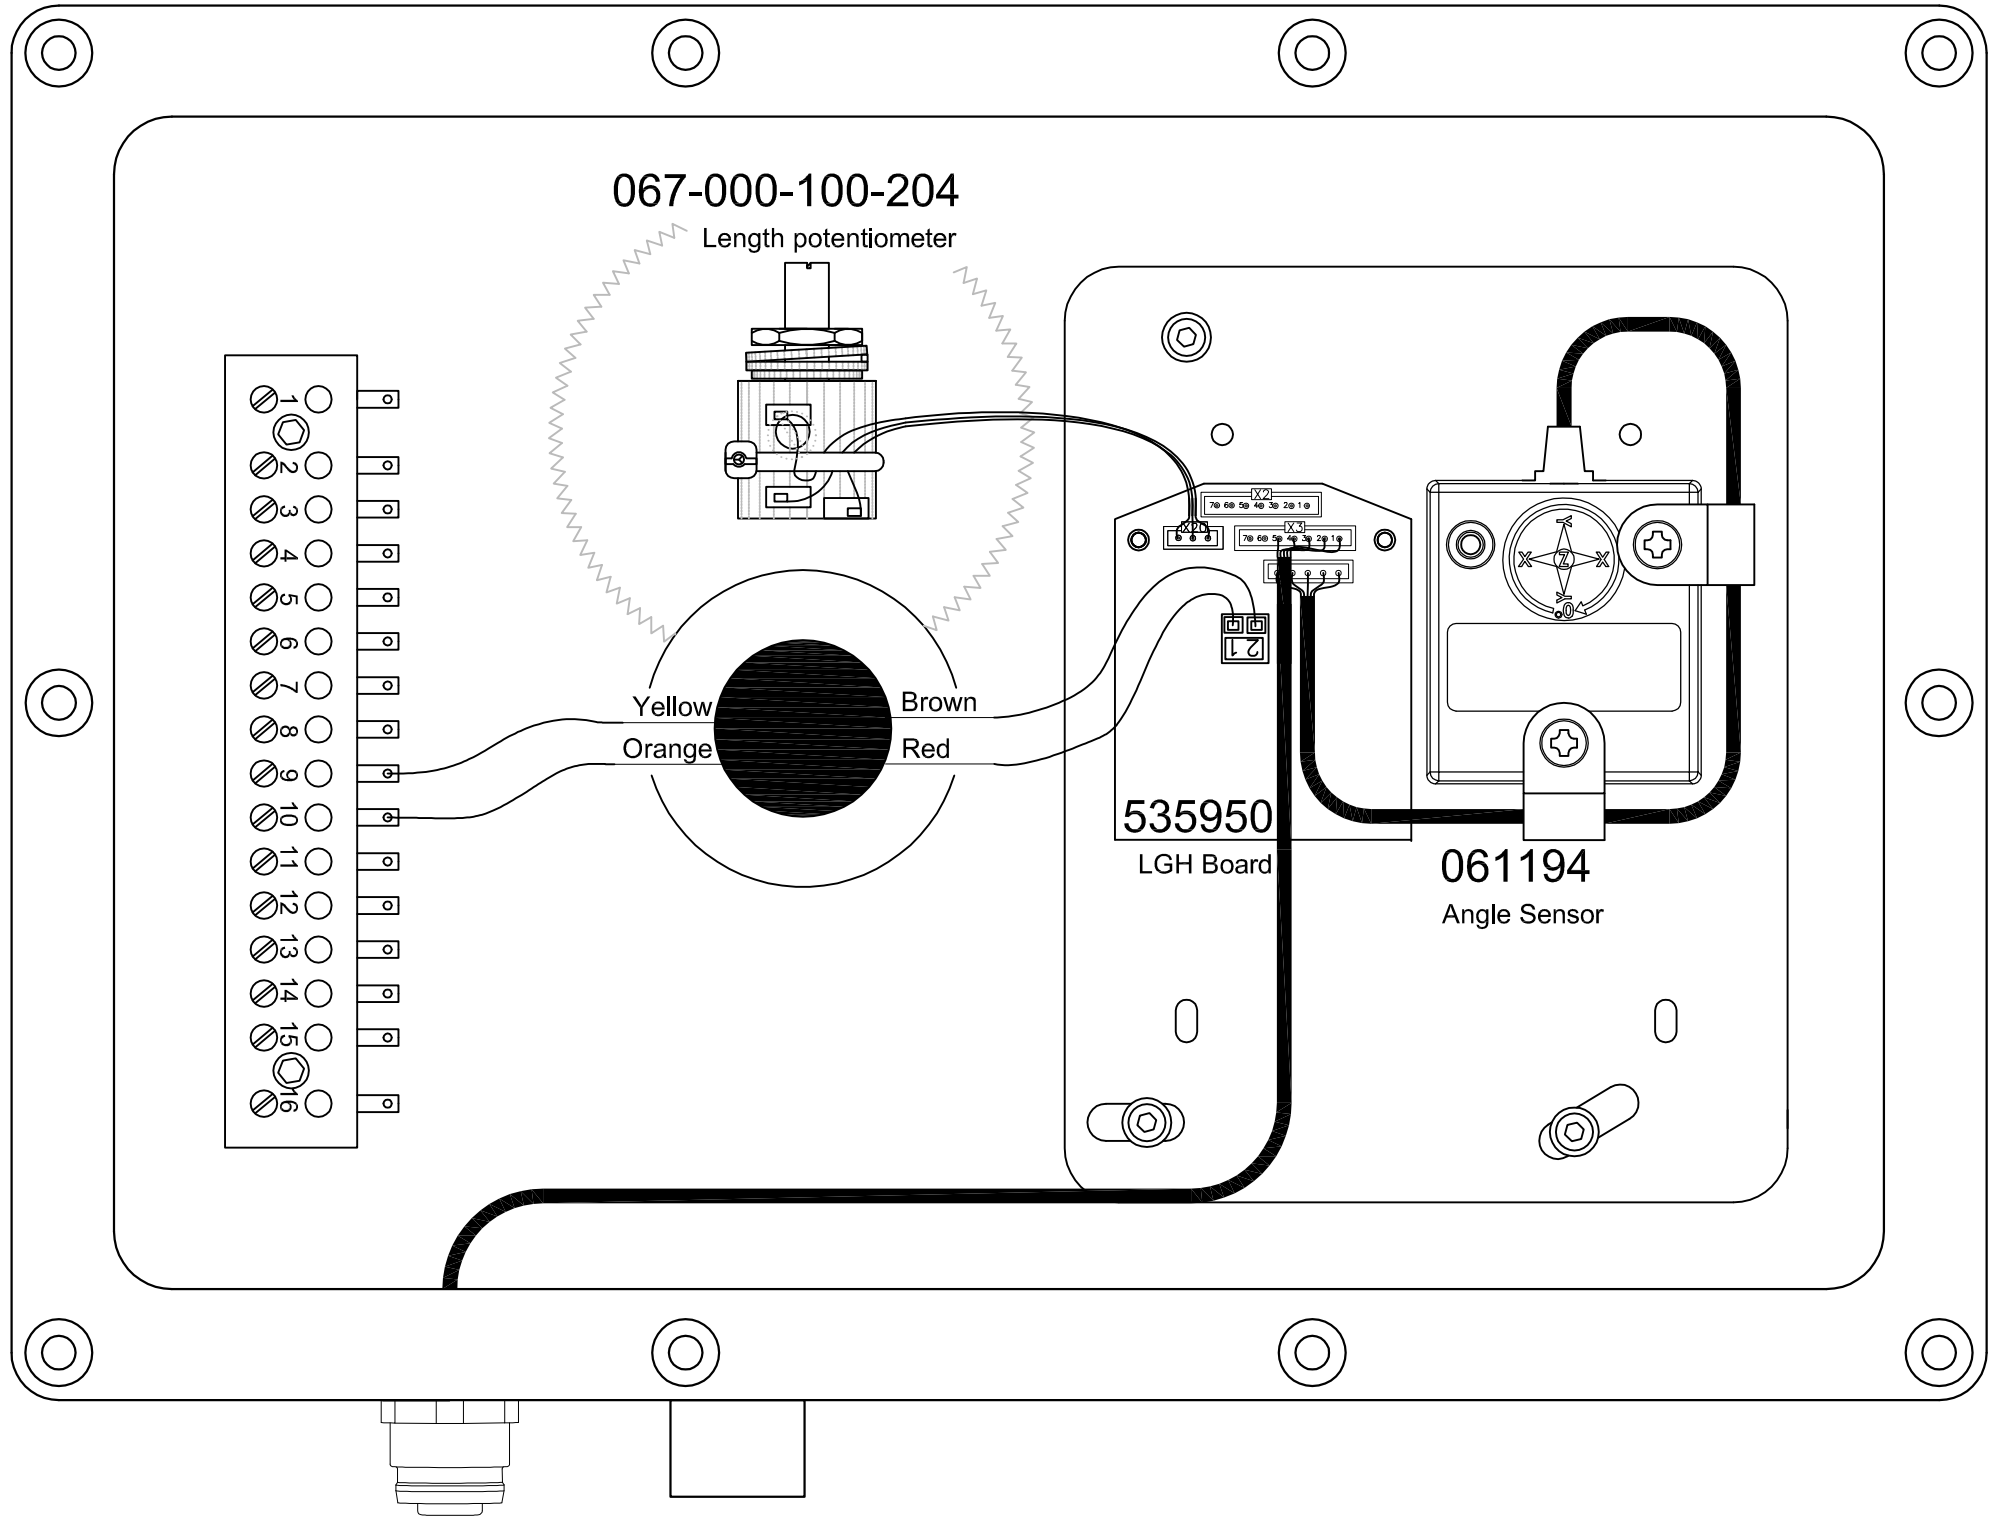 067-000-100-204
Length potentiometer
1
2
3
4
5
6
7
8
9
10
11
12
13
14
15
16
X2
7 6 5 4 3 2 1
X20
X3
7 6 5 4 3 2 1
2 1
Y
X Z X
Y
0°
Yellow
Orange
Brown
Red
535950
LGH Board
061194
Angle Sensor